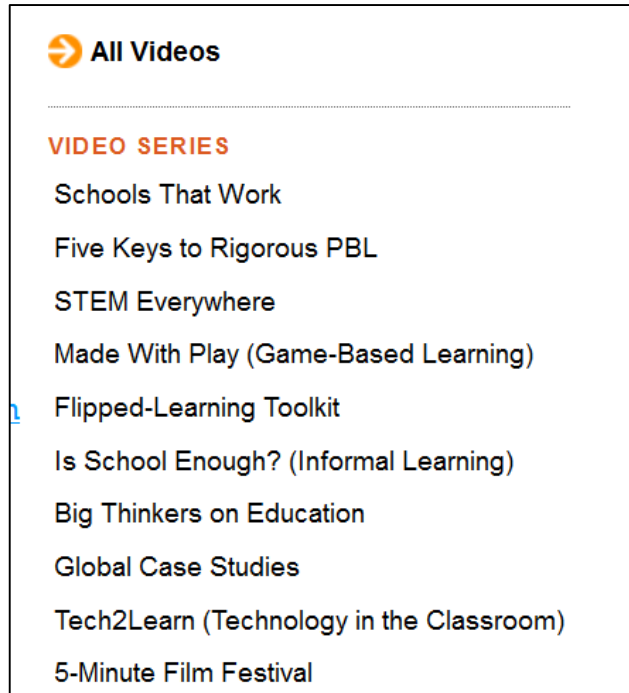 All Videos
VIDEO SERIES
Schools That Work
Five Keys to Rigorous PBL
STEM Everywhere
Made With Play (Game-Based Learning)
Flipped-Learning Toolkit
Is School Enough? (Informal Learning)
Big Thinkers on Education
Global Case Studies
Tech2Learn (Technology in the Classroom)
5-Minute Film Festival